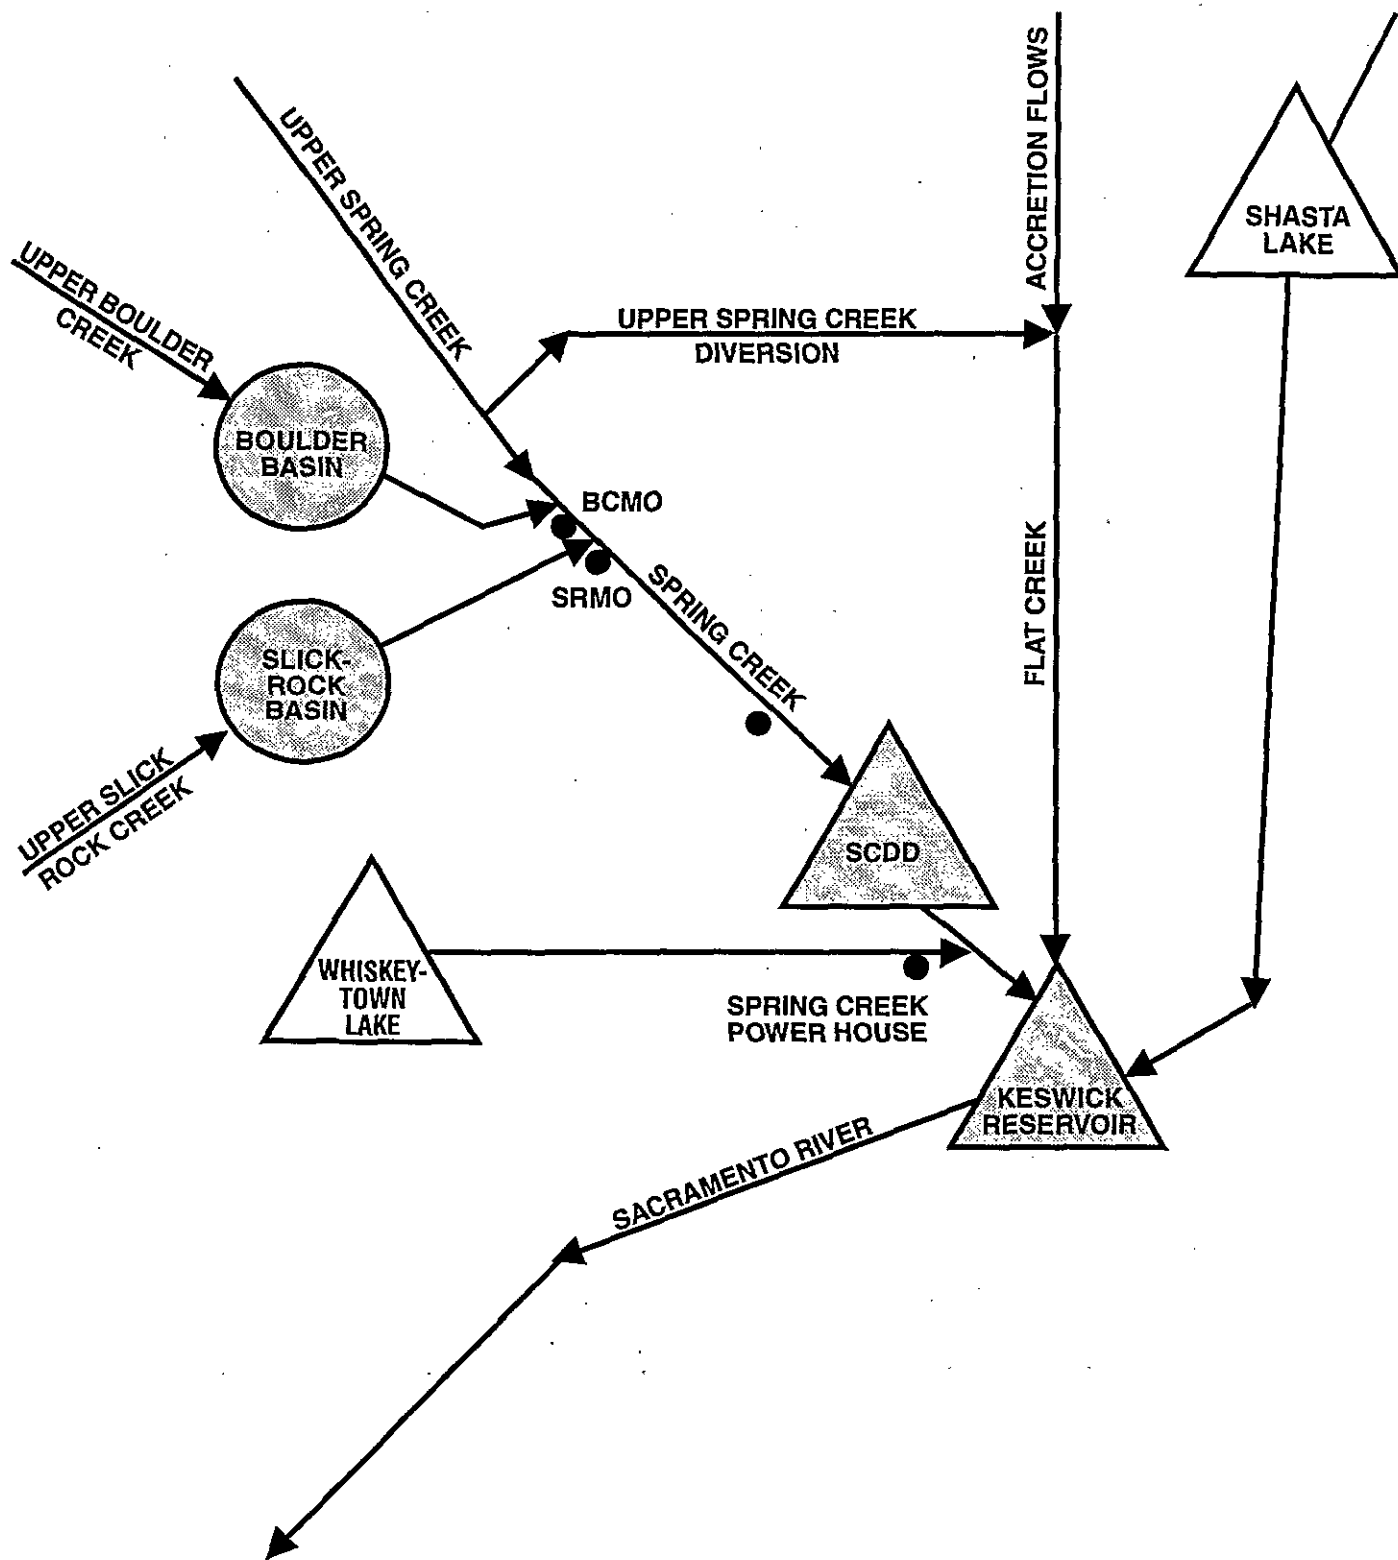 ACCRETION FLOWS
SHASTA
LAKE
UPPER SPRING CREEK
UPPER BOULDER
CREEK
UPPER SPRING CREEK
DIVERSION
BOULDER
BASIN
BCMO
SRMO
SPRING CREEK
FLAT CREEK
SLICK-
ROCK
BASIN
UPPER SLICK
ROCK CREEK
SCDD
WHISKEY-
TOWN
LAKE
SPRING CREEK
POWER HOUSE
KESWICK
RESERVOIR
SACRAMENTO RIVER